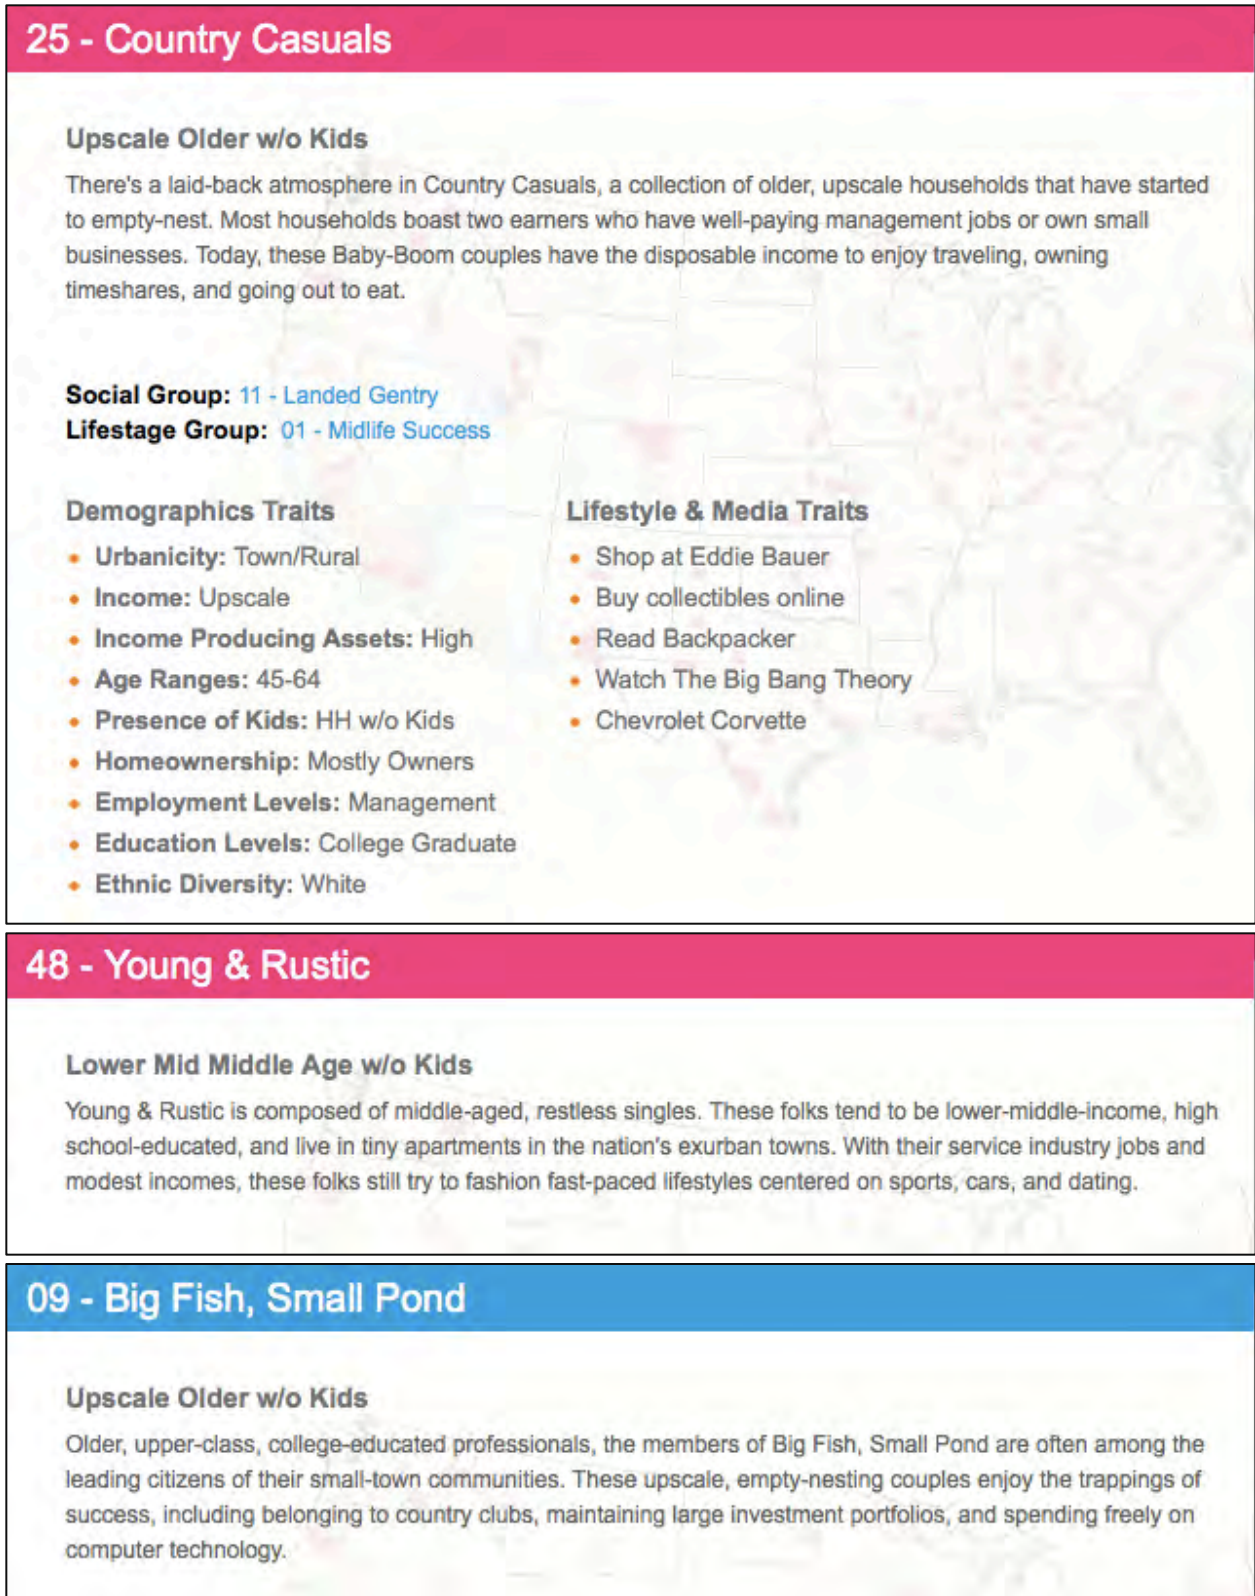 25 - Country Casuals
Upscale Older w/o Kids
There's a laid-back atmosphere in Country Casuals, a collection of older, upscale households that have started
to empty-nest. Most households boast two earners who have well-paying management jobs or own small
businesses. Today, these Baby-Boom couples have the disposable income to enjoy traveling, owning
timeshares, and going out to eat.
Social Group: 11 - Landed Gentry
Lifestage Group: 01 - Midlife Success
Demographics Traits
• Urbanicity: Town/Rural
• Income: Upscale
• Income Producing Assets: High
• Age Ranges: 45-64
• Presence of Kids: HH w/o Kids
• Homeownership: Mostly Owners
• Employment Levels: Management
• Education Levels: College Graduate
• Ethnic Diversity: White
Lifestyle & Media Traits
• Shop at Eddie Bauer
• Buy collectibles online
• Read Backpacker
• Watch The Big Bang Theory
• Chevrolet Corvette
48 - Young & Rustic
Lower Mid Middle Age w/o Kids
Young & Rustic is composed of middle-aged, restless singles. These folks tend to be lower-middle-income, high
school-educated, and live in tiny apartments in the nation's exurban towns. With their service industry jobs and
modest incomes, these folks still try to fashion fast-paced lifestyles centered on sports, cars, and dating.
09 - Big Fish, Small Pond
Upscale Older w/o Kids
Older, upper-class, college-educated professionals, the members of Big Fish, Small Pond are often among the
leading citizens of their small-town communities. These upscale, empty-nesting couples enjoy the trappings of
success, including belonging to country clubs, maintaining large investment portfolios, and spending freely on
computer technology.